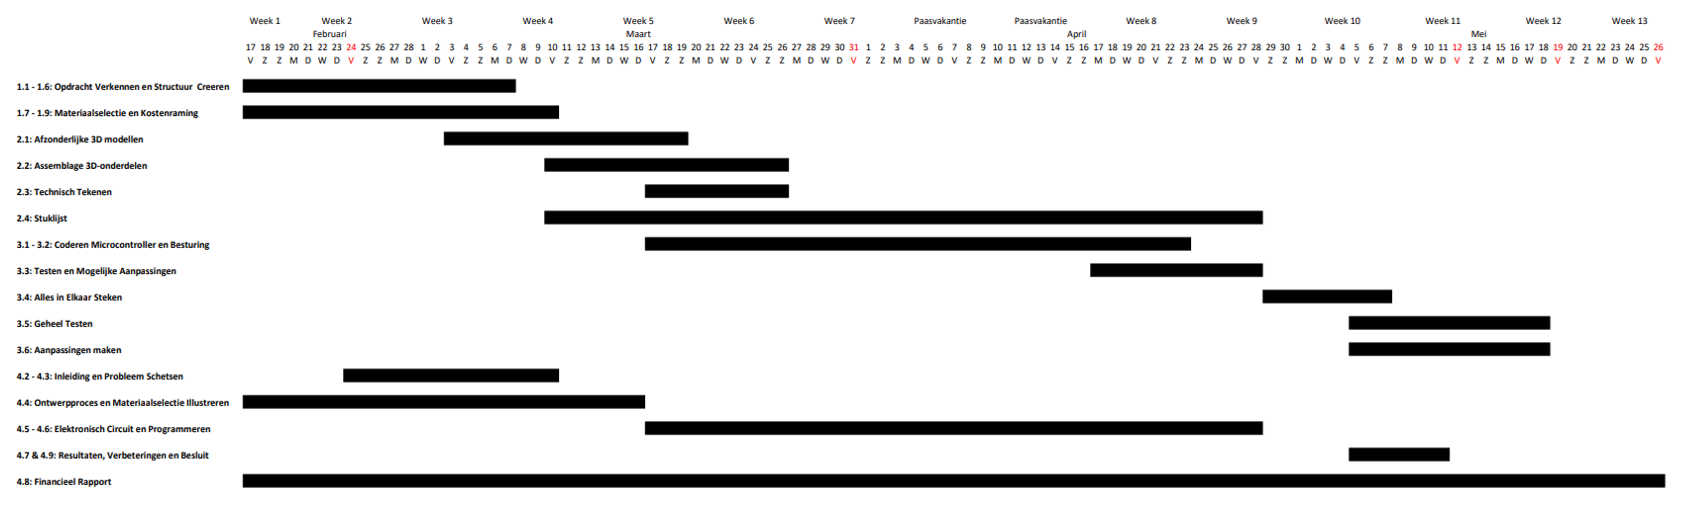 Week 1 Week 2 Week 3 Week 4 Week 5 Week 6 Week 7 Paasvakantie Paasvakantie Week 8 Week 9 Week 10 Week 11 Week 12 Week 13
Februari Maart April Mei
17 18 19 20 21 22 23 24 25 26 27 28 1 2 3 4 5 6 7 8 9 10 11 12 13 14 15 16 17 18 19 20 21 22 23 24 25 26 27 28 29 30 31 1 2 3 4 5 6 7 8 9 10 11 12 13 14 15 16 17 18 19 20 21 22 23 24 25 26 27 28 29 30 1 2 3 4 5 6 7 8 9 10 11 12 13 14 15 16 17 18 19 20 21 22 23 24 25 26
V Z Z M D W D V Z Z M D W D V Z Z M D W D V Z Z M D W D V Z Z M D W D V Z Z M D W D V Z Z M D W D V Z Z M D W D V Z Z M D W D V Z Z M D W D V Z Z M D W D V Z Z M D W D V Z Z M D W D V Z Z M D W D V
1.1 - 1.6: Opdracht Verkennen en Structuur Creeren
1.7 - 1.9: Materiaalselectie en Kostenraming
2.1: Afzonderlijke 3D modellen
2.2: Assemblage 3D-onderdelen
2.3: Technisch Tekenen
2.4: Stuklijst
3.1 - 3.2: Coderen Microcontroller en Besturing
3.3: Testen en Mogelijke Aanpassingen
3.4: Alles in Elkaar Steken
3.5: Geheel Testen
3.6: Aanpassingen maken
4.2 - 4.3: Inleiding en Probleem Schetsen
4.4: Ontwerpproces en Materiaalselectie Illustreren
4.5 - 4.6: Elektronisch Circuit en Programmeren
4.7 & 4.9: Resultaten, Verbeteringen en Besluit
4.8: Financieel Rapport